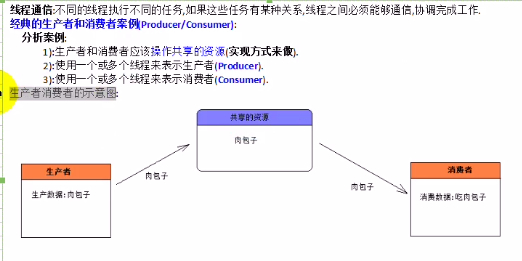 线程通信:不同的线程执行不同的任务,如果这些任务有某种关系,线程之间必须能够通信,协调完成工作.
经典的生产者和消费者案例(Producer/Consumer):
分析案例:
1):生产者和消费者应该操作共享的资源(实现方式未做).
2):使用一个或多个线程来表示生产者(Producer).
3):使用一个或多个线程来表示消费者(Consumer).
生产者消费者的示意图:
共享的资源
肉包子
生产者
生产数据:肉包子
肉包子
肉包子
消费者
消费数据:吃肉包子